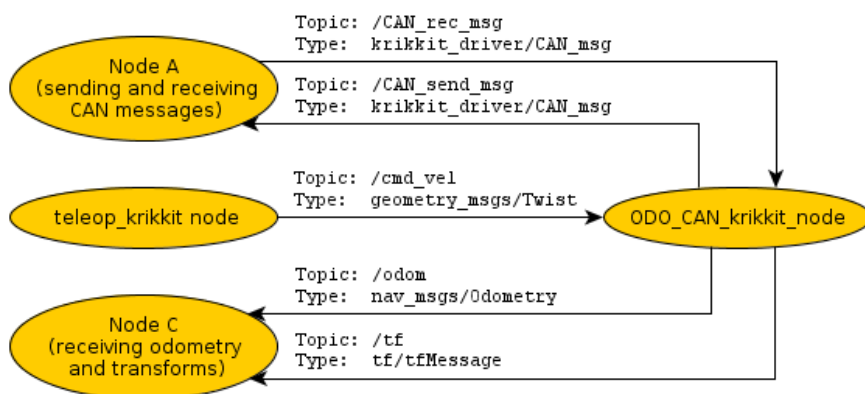 Topic: /CAN_rec_msg
Type: krikkit_driver/CAN_msg
Node A
(sending and receiving
CAN messages)
Topic: /CAN_send_msg
Type: krikkit_driver/CAN_msg
Topic: /cmd_vel
Type: geometry_msgs/Twist
teleop_krikkit node
ODO_CAN_krikkit_node
Topic: /odom
Type: nav_msgs/Odometry
Node C
(receiving odometry
and transforms)
Topic: /tf
Type: tf/tfMessage